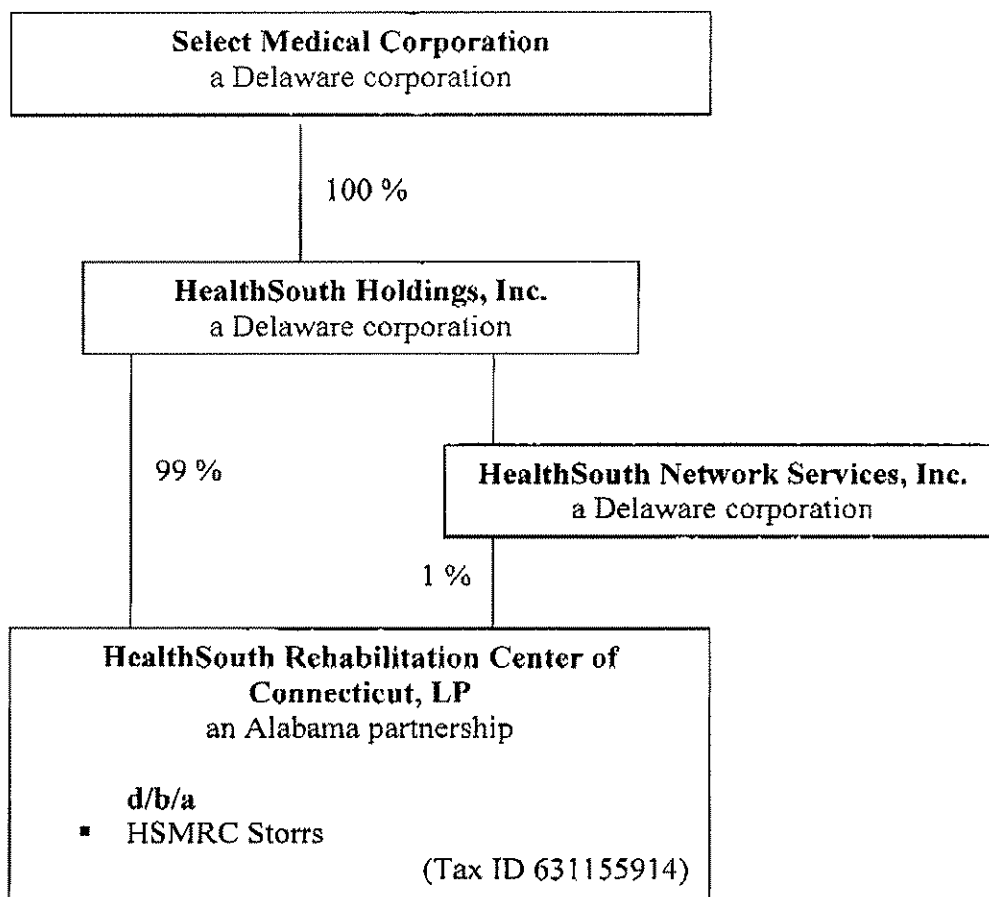 Select Medical Corporation
a Delaware corporation
100 %
HealthSouth Holdings, Inc.
a Delaware corporation
99 %
HealthSouth Network Services, Inc.
a Delaware corporation
1 %
HealthSouth Rehabilitation Center of
Connecticut, LP
an Alabama partnership
d/b/a
▪ HSMRC Storrs
(Tax ID 631155914)